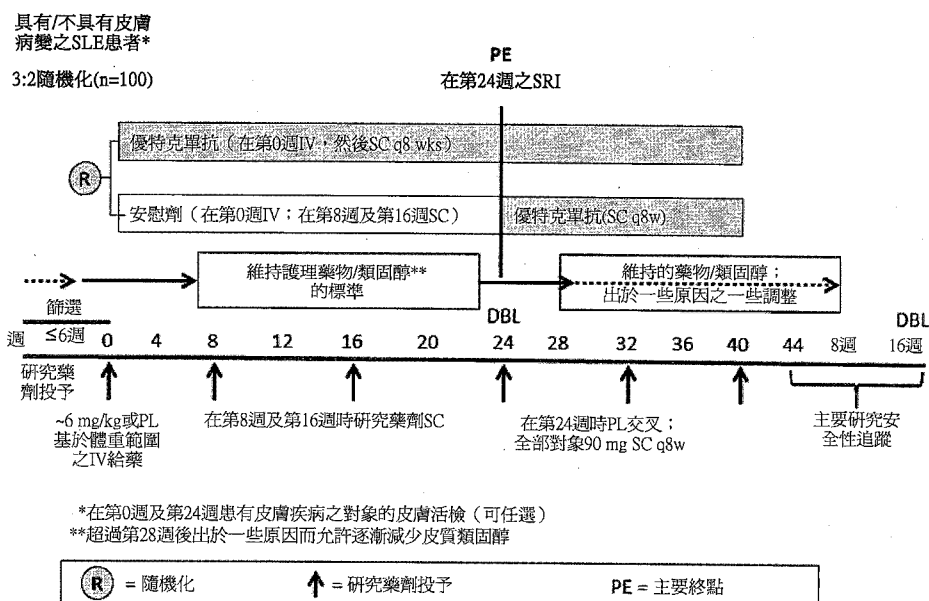 具有/不具有皮膚
病變之SLE患者*
3:2隨機化(n=100)
PE
在第24週之SRI
優特克單抗（在第0週IV，然後SC q8 wks）
R
安慰劑（在第0週IV；在第8週及第16週SC）
優特克單抗(SC q8w)
維持護理藥物/類固醇**
的標準
維持的藥物/類固醇；
出於一些原因之一些調整
篩選
≤6週
DBL
DBL
週 0 4 8 12 16 20 24 28 32 36 40 44 8週 16週
研究藥
劑投予
~6 mg/kg或PL
基於體重範圍
之IV給藥
在第8週及第16週時研究藥劑SC
在第24週時PL交叉；
全部對象90 mg SC q8w
主要研究安
全性追蹤
*在第0週及第24週患有皮膚疾病之對象的皮膚活檢（可任選）
**超過第28週後出於一些原因而允許逐漸減少皮質類固醇
R = 隨機化
= 研究藥劑投予
PE = 主要終點